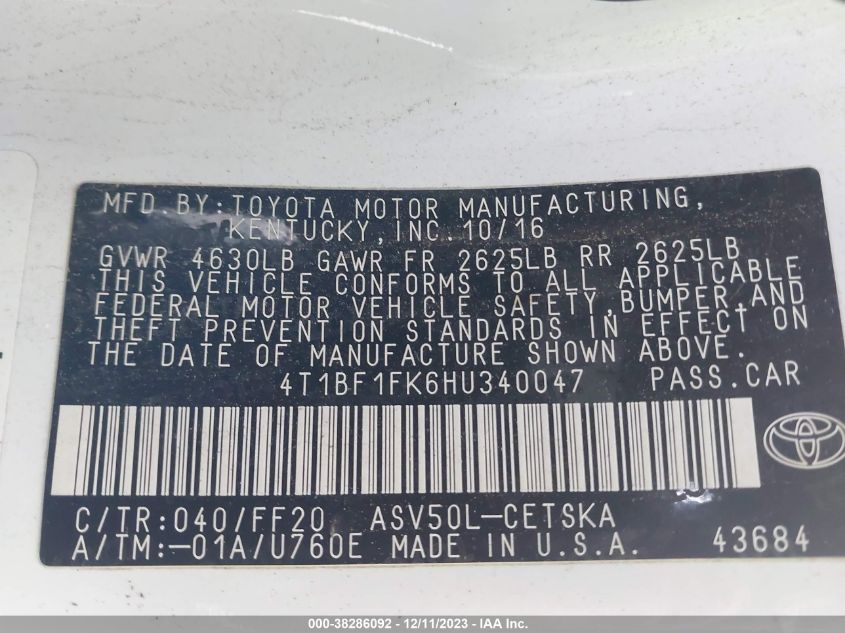 MFD.BY:TOYOTA MOTOR MANUFACTURING,
KENTUCKY,INC.10/16
GVWR 4630LB GAWR FR 2625LB RR 2625LB
THIS VEHICLE CONFORMS TO ALL APPLICABLE
FEDERAL MOTOR VEHICLE SAFETY,BUMPER,AND
THEFT PREVENTION STANDARDS IN EFFECT ON
THE DATE OF MANUFACTURE SHOWN ABOVE.
4T1BF1FK6HU340047 PASS.CAR
C/TR:040/FF20 ASV50L-CETSKA
A/TM:-01A/U760E MADE IN U.S.A. 43684
000-38286092 - 12/11/2023 - IAA Inc.